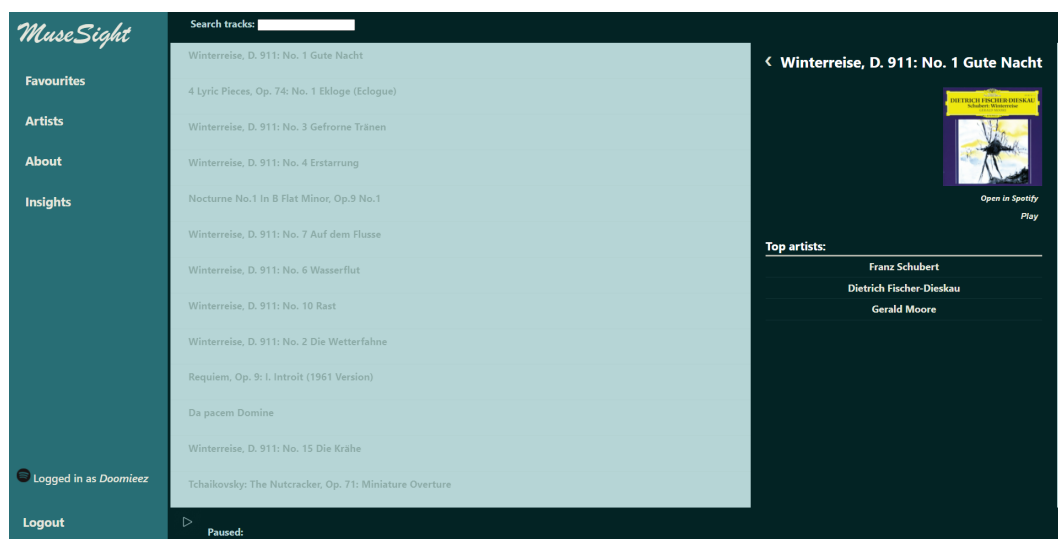 MuseSight
Favourites
Artists
About
Insights
Logged in as Doomieez
Logout
Search tracks:
Winterreise, D. 911: No. 1 Gute Nacht
4 Lyric Pieces, Op. 74: No. 1 Ekloge (Eclogue)
Winterreise, D. 911: No. 3 Gefrorne Tränen
Winterreise, D. 911: No. 4 Erstarrung
Nocturne No.1 In B Flat Minor, Op.9 No.1
Winterreise, D. 911: No. 7 Auf dem Flusse
Winterreise, D. 911: No. 6 Wasserflut
Winterreise, D. 911: No. 10 Rast
Winterreise, D. 911: No. 2 Die Wetterfahne
Requiem, Op. 9: I. Introit (1961 Version)
Da pacem Domine
Winterreise, D. 911: No. 15 Die Krähe
Tchaikovsky: The Nutcracker, Op. 71: Miniature Overture
Paused:
Winterreise, D. 911: No. 1 Gute Nacht
DIETRICH FISCHER-DIESKAU
Schubert: Winterreise
Open in Spotify
Play
Top artists:
Franz Schubert
Dietrich Fischer-Dieskau
Gerald Moore